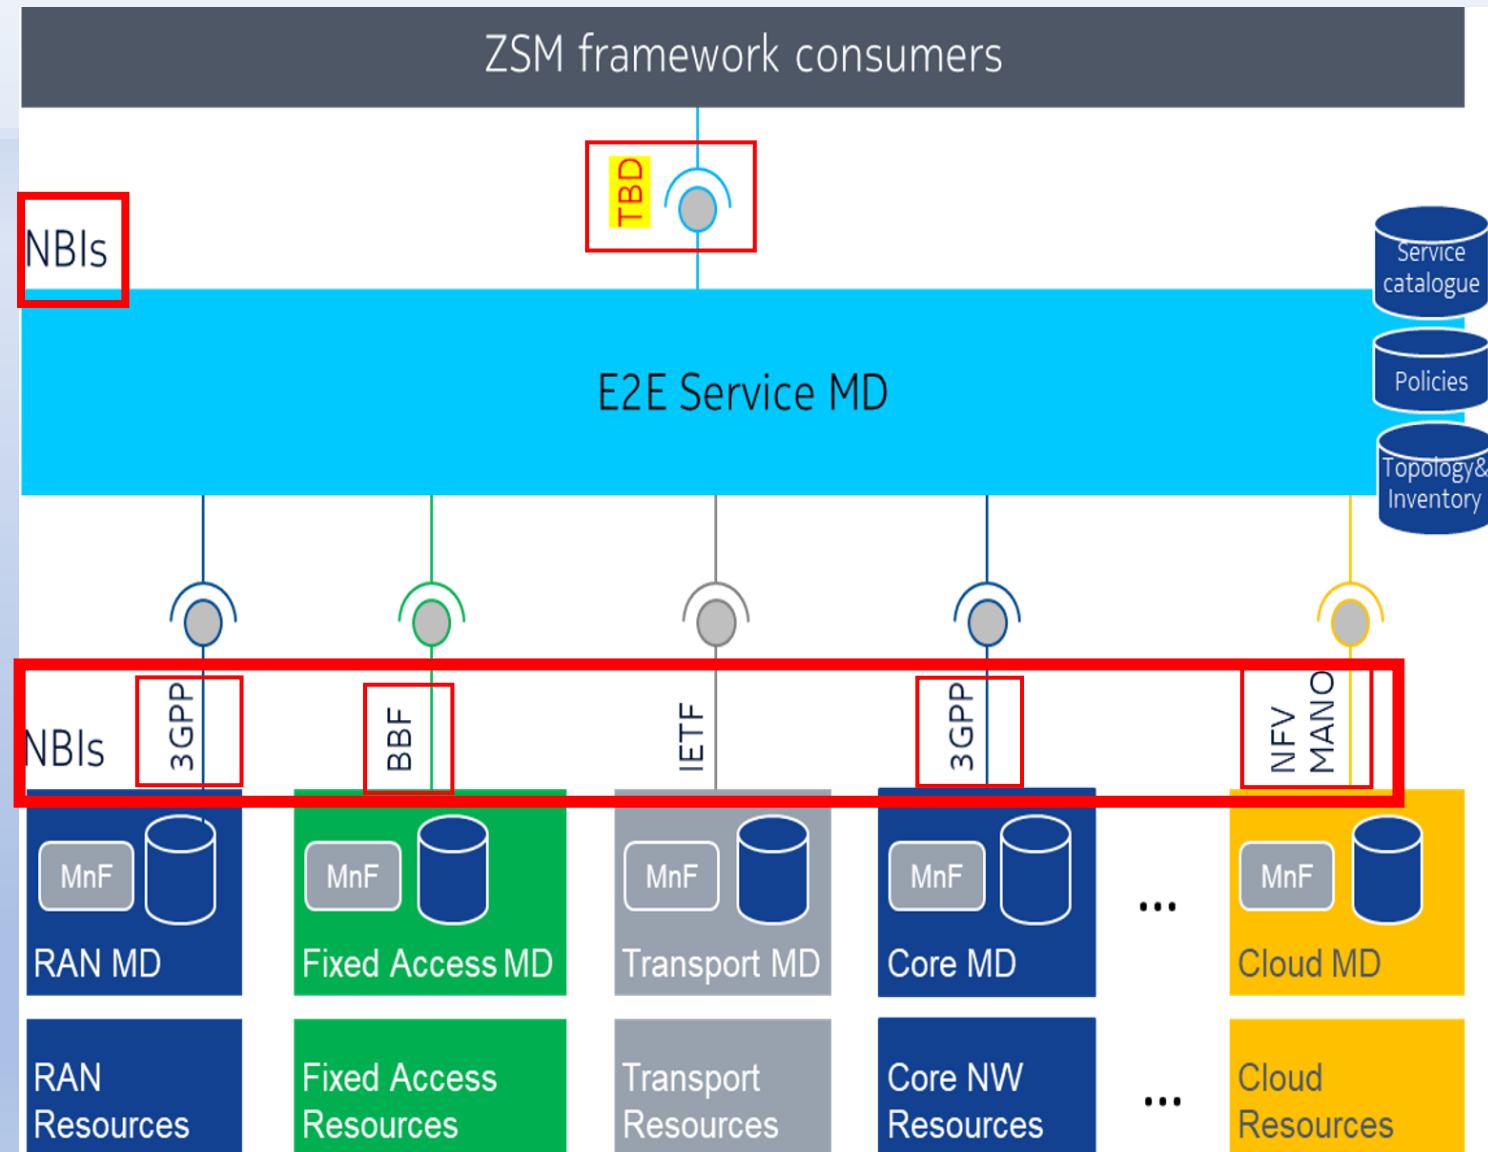 ZSM framework consumers
TBD
NBIs
Service
catalogue
E2E Service MD
Policies
Topology&
Inventory
NBIs
3GPP
BBF
IETF
3GPP
NFV
MANO
MnF
MnF
MnF
MnF
...
MnF
RAN MD
Fixed Access MD
Transport MD
Core MD
Cloud MD
RAN
Resources
Fixed Access
Resources
Transport
Resources
Core NW
Resources
...
Cloud
Resources